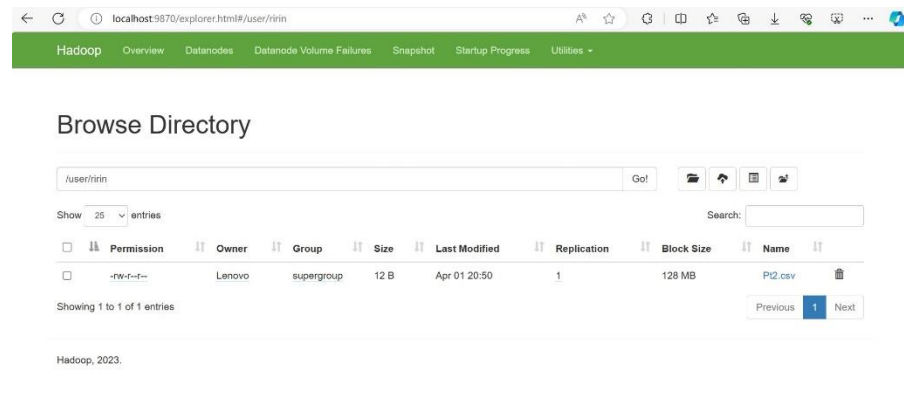 localhost:9870/explorer.html#/user/ririn
Hadoop Overview Datanodes Datanode Volume Failures Snapshot Startup Progress Utilities
Browse Directory
/user/ririn Go!
Show 25 entries Search:
Permission Owner Group Size Last Modified Replication Block Size Name
-rw-r--r-- Lenovo supergroup 12 B Apr 01 20:50 1 128 MB Pt2.csv
Showing 1 to 1 of 1 entries Previous 1 Next
Hadoop, 2023.